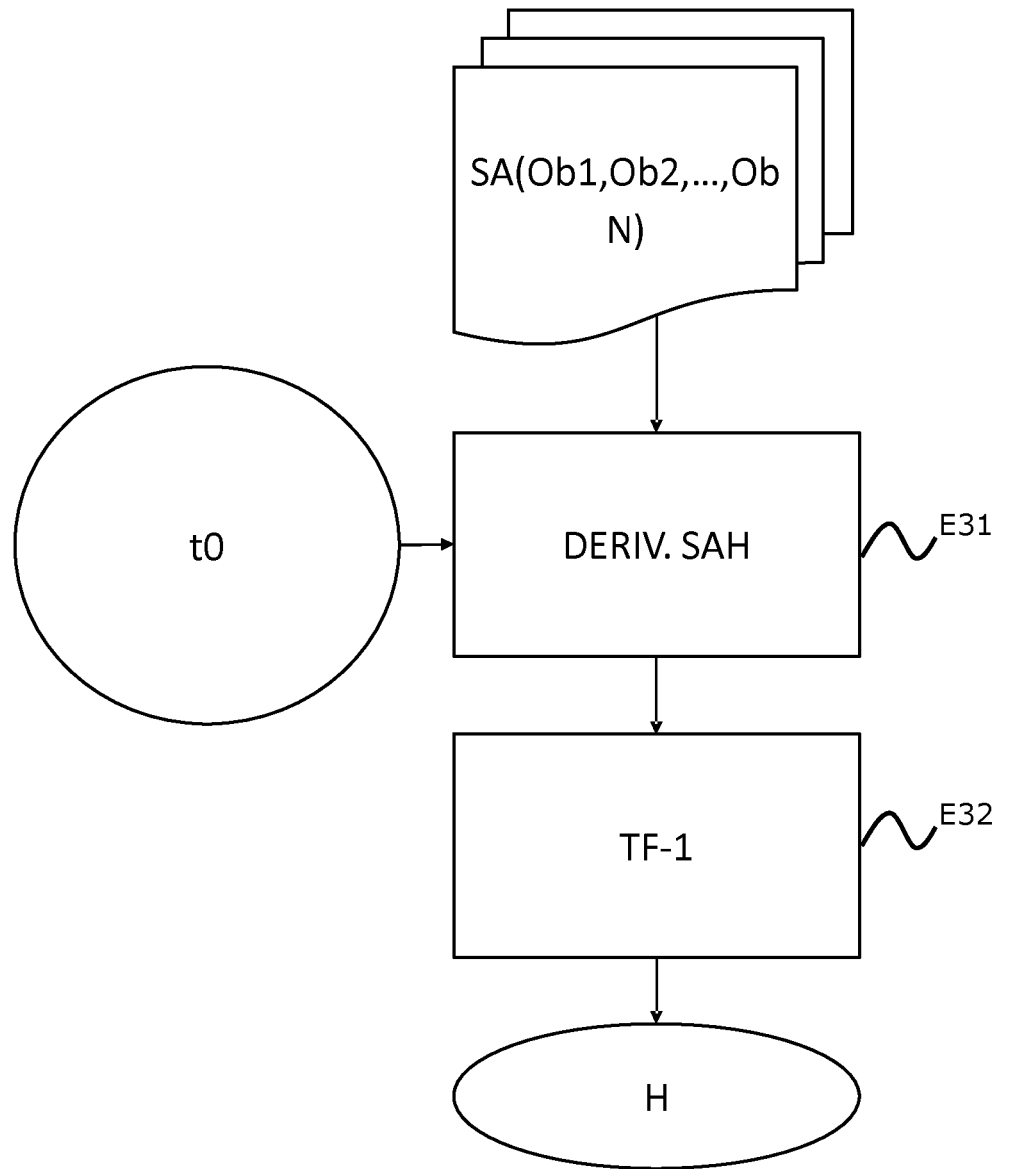 SA(Ob1,Ob2,...,Ob
N)
t0
DERIV. SAH
E31
TF-1
E32
H